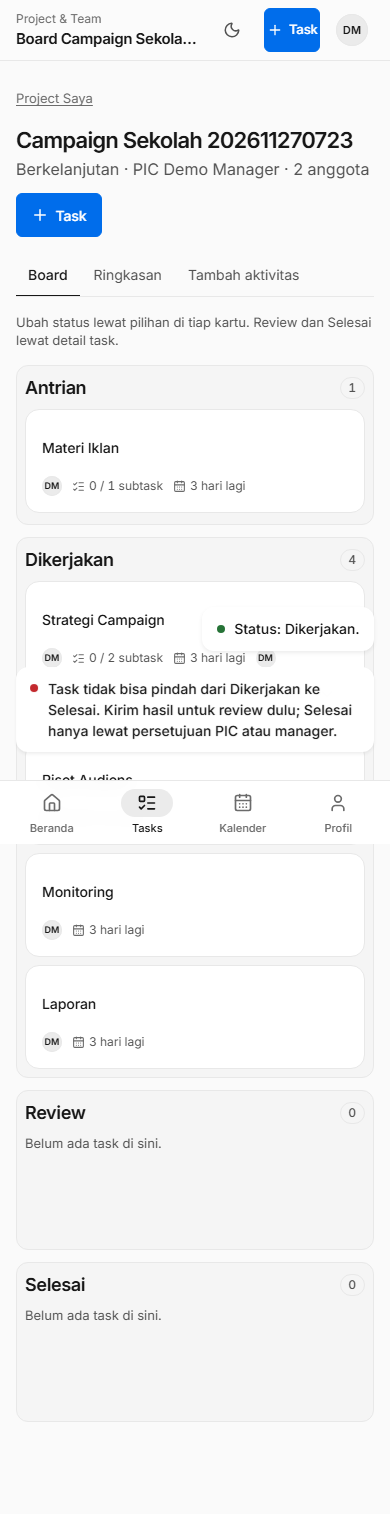 Project & Team
Board Campaign Sekola...
+ Task
DM
Project Saya
Campaign Sekolah 202611270723
Berkelanjutan · PIC Demo Manager · 2 anggota
+ Task
Board
Ringkasan
Tambah aktivitas
Ubah status lewat pilihan di tiap kartu. Review dan Selesai
lewat detail task.
Antrian
1
Materi Iklan
DM 0 / 1 subtask 3 hari lagi
Dikerjakan
4
Strategi Campaign
Status: Dikerjakan.
DM 0 / 2 subtask 3 hari lagi DM
Task tidak bisa pindah dari Dikerjakan ke
Selesai. Kirim hasil untuk review dulu; Selesai
hanya lewat persetujuan PIC atau manager.
Riset Audiens
Beranda
Tasks
Kalender
Profil
Monitoring
DM 3 hari lagi
Laporan
DM 3 hari lagi
Review
0
Belum ada task di sini.
Selesai
0
Belum ada task di sini.